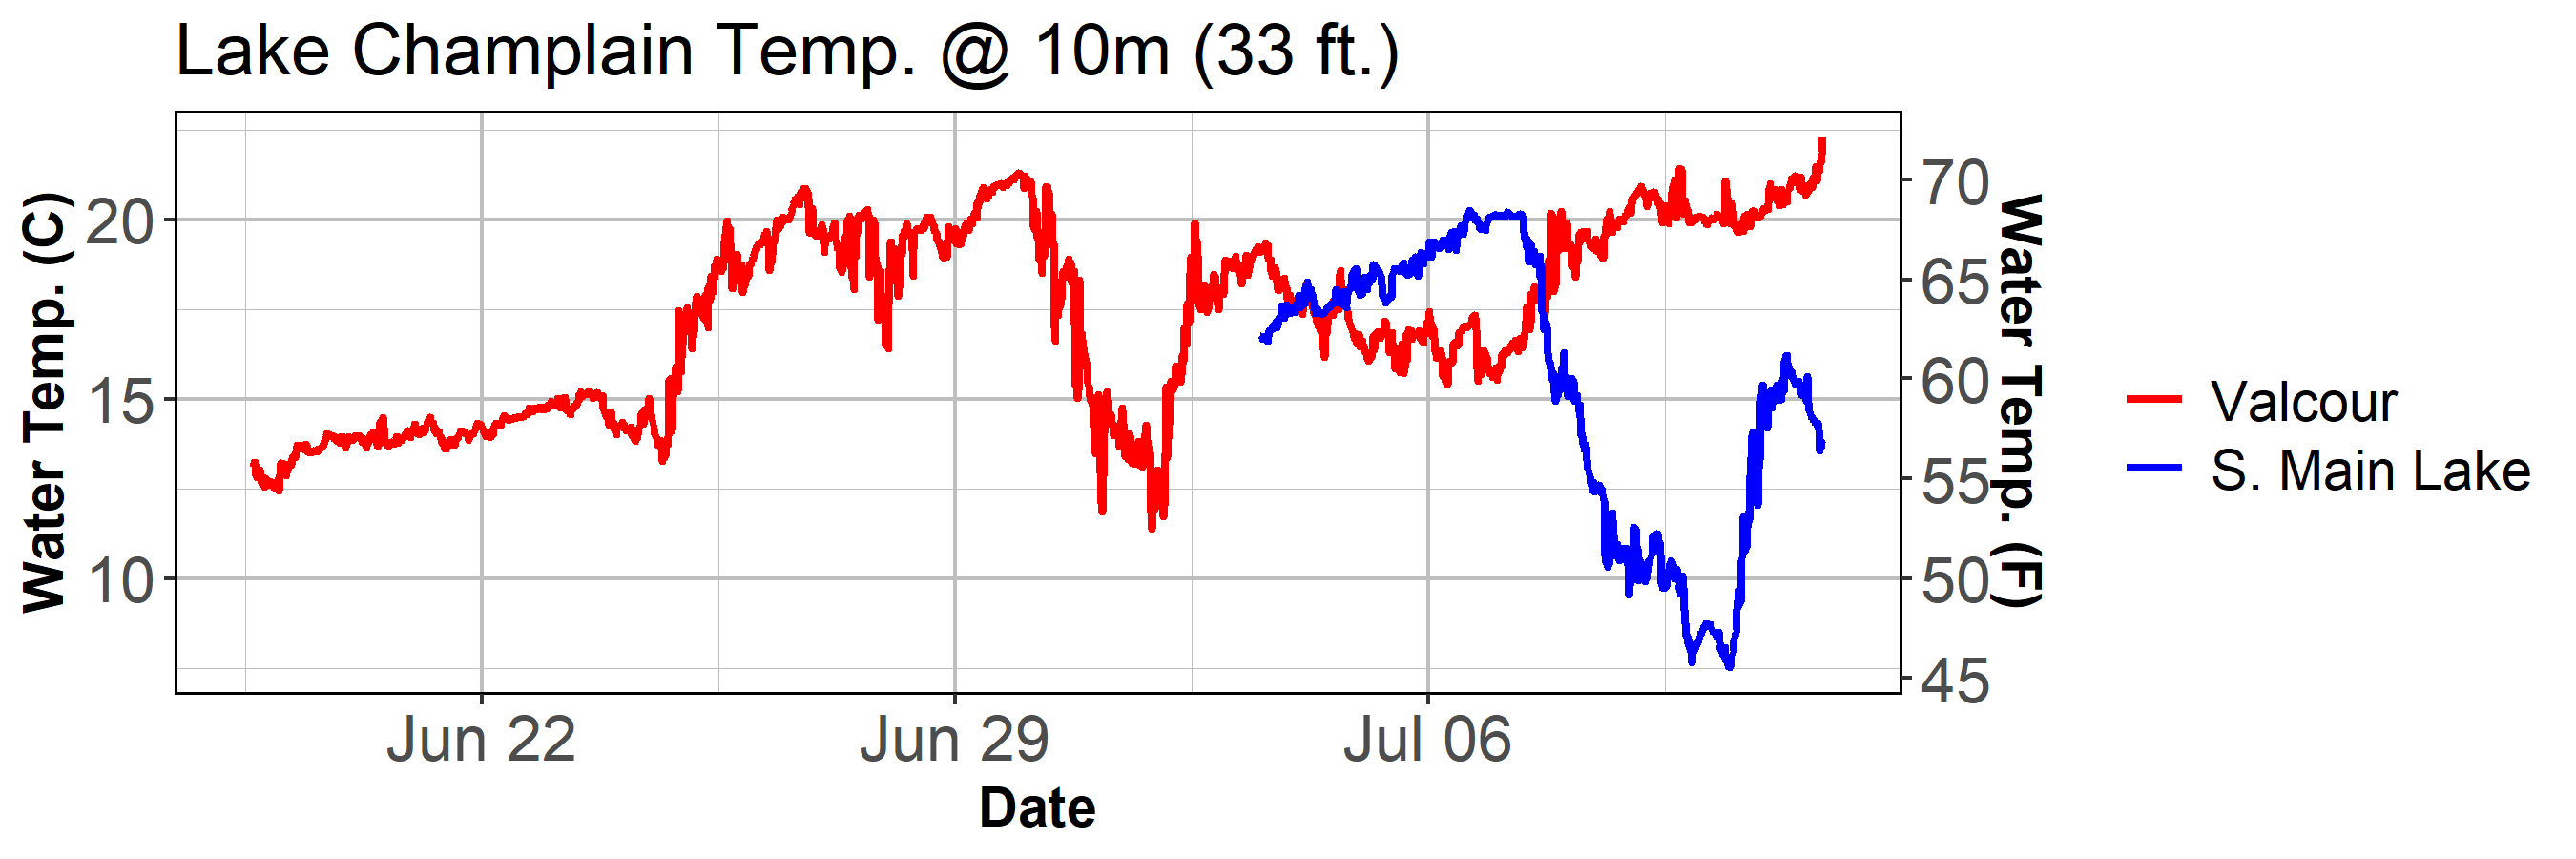 Lake Champlain Temp. @ 10m (33 ft.)
Water Temp. (C)
20
15
10
70
65
60
55
50
45
Water Temp. (F)
Jun 22
Jun 29
Jul 06
Date
Valcour
S. Main Lake